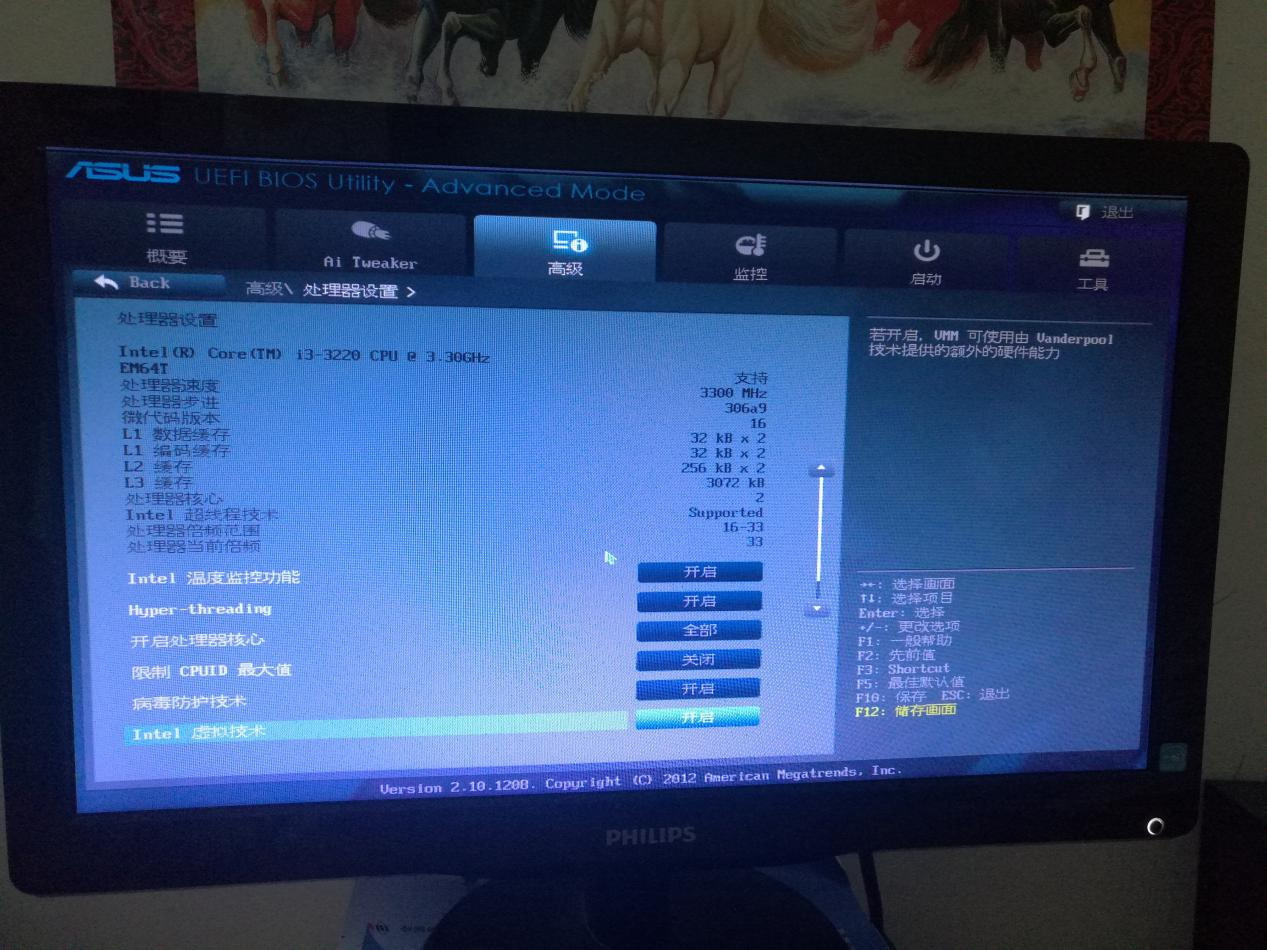 ASUS UEFI BIOS Utility - Advanced Mode
退出
概要
Ai Tweaker
高级
监控
启动
工具
Back
高级\ 处理器设置 >
处理器设置
Intel(R) Core(TM) i3-3220 CPU @ 3.30GHz
EM64T 支持
处理器速度 3300 MHz
处理器步进 306a9
微代码版本 16
L1 数据缓存 32 kB x 2
L1 编码缓存 32 kB x 2
L2 缓存 256 kB x 2
L3 缓存 3072 kB
处理器核心 2
Intel 超线程技术 Supported
处理器倍频范围 16-33
处理器当前倍频 33
Intel 温度监控功能 开启
Hyper-threading 开启
开启处理器核心 全部
限制 CPUID 最大值 关闭
病毒防护技术 开启
Intel 虚拟技术 开启
若开启, VMM 可使用由 Vanderpool
技术提供的额外的硬件能力
→←: 选择画面
↑↓: 选择项目
Enter: 选择
+/-: 更改选项
F1: 一般帮助
F2: 先前值
F3: Shortcut
F5: 最佳默认值
F10: 保存 ESC: 退出
F12: 储存画面
Version 2.10.1208. Copyright (C) 2012 American Megatrends, Inc.
PHILIPS